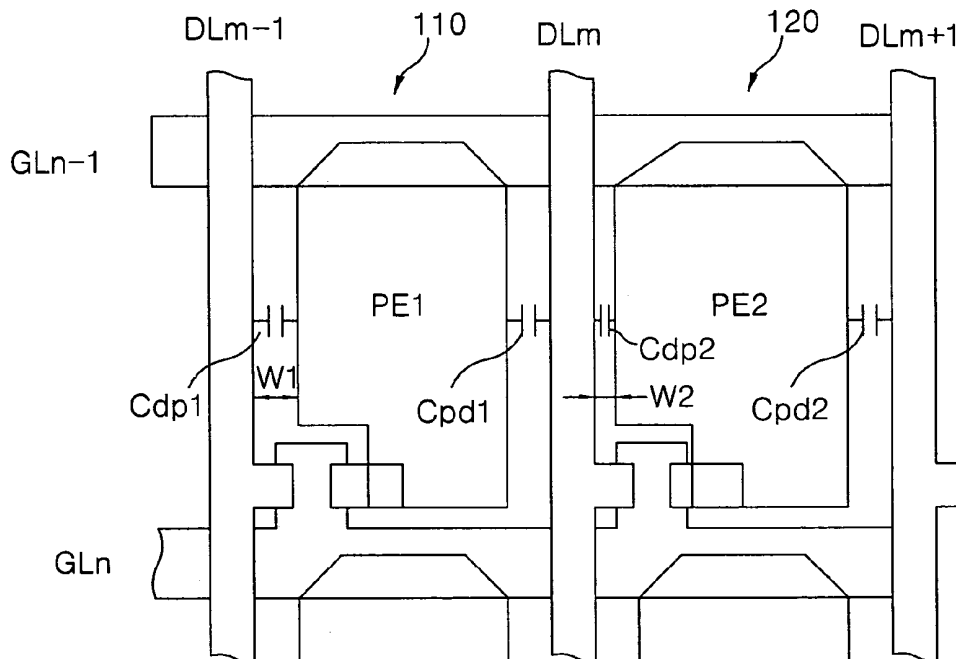 DLm-1
110
DLm
120
DLm+1
GLn-1
PE1
PE2
Cdp2
W1
Cdp1
Cpd1
W2
Cpd2
GLn